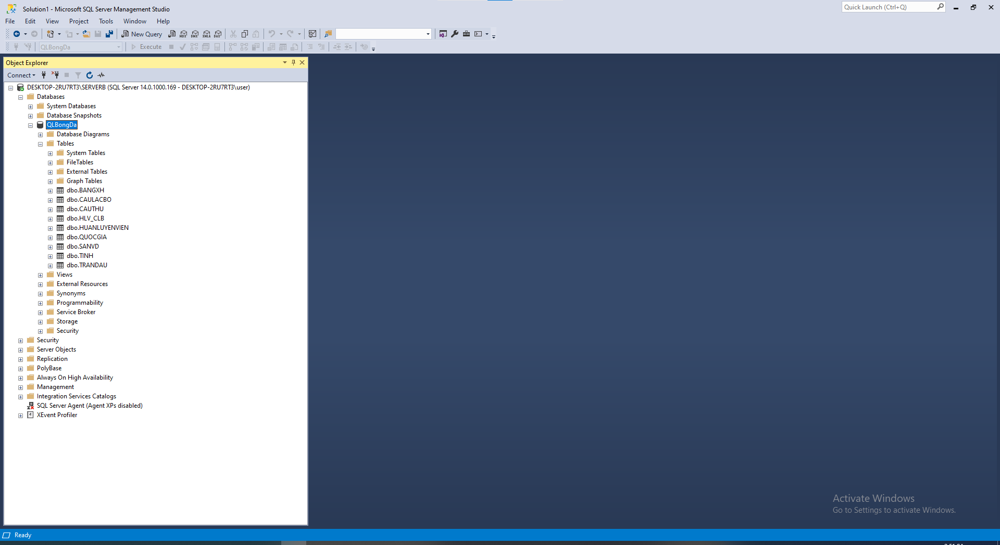 Solution1 - Microsoft SQL Server Management Studio
Quick Launch (Ctrl+Q)
File Edit View Project Tools Window Help
New Query MDX DMX XMLA DAX
QLBongDa Execute
Object Explorer
Connect
DESKTOP-2RU7RT3\SERVERB (SQL Server 14.0.1000.169 - DESKTOP-2RU7RT3\user)
Databases
System Databases
Database Snapshots
QLBongDa
Database Diagrams
Tables
System Tables
FileTables
External Tables
Graph Tables
dbo.BANGXH
dbo.CAULACBO
dbo.CAUTHU
dbo.HLV_CLB
dbo.HUANLUYENVIEN
dbo.QUOCGIA
dbo.SANVD
dbo.TINH
dbo.TRANDAU
Views
External Resources
Synonyms
Programmability
Service Broker
Storage
Security
Security
Server Objects
Replication
PolyBase
Always On High Availability
Management
Integration Services Catalogs
SQL Server Agent (Agent XPs disabled)
XEvent Profiler
Activate Windows
Go to Settings to activate Windows.
Ready